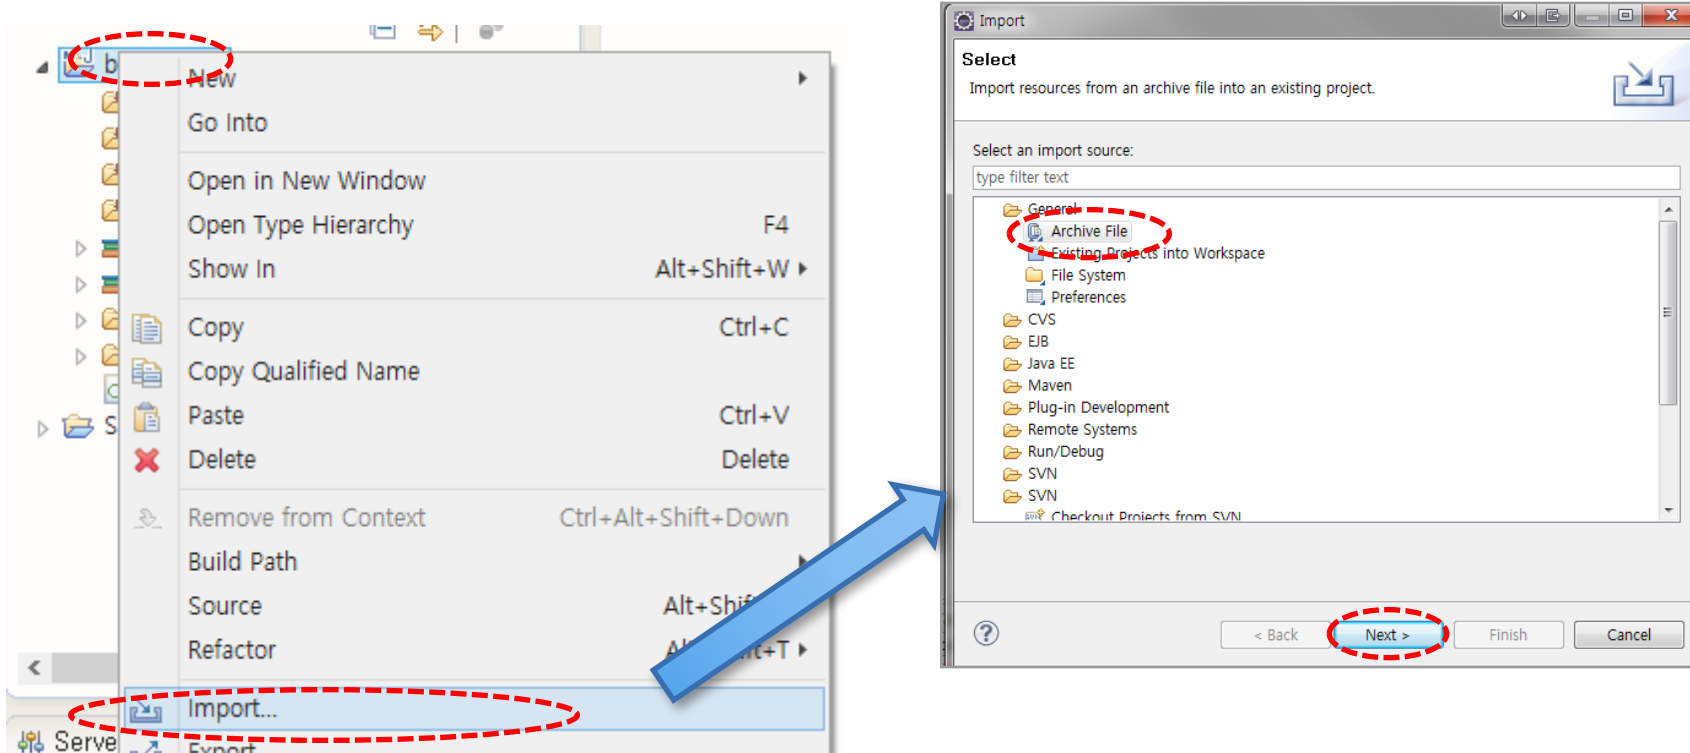 New
Go Into
Open in New Window
Open Type Hierarchy F4
Show In Alt+Shift+W
Copy Ctrl+C
Copy Qualified Name
Paste Ctrl+V
Delete Delete
Remove from Context Ctrl+Alt+Shift+Down
Build Path
Source
Refactor
Import...
Export
Import
Select
Import resources from an archive file into an existing project.
Select an import source:
type filter text
General
Archive File
Existing Projects into Workspace
File System
Preferences
CVS
EJB
Java EE
Maven
Plug-in Development
Remote Systems
Run/Debug
SVN
SVN
Checkout Projects from SVN
< Back Next > Finish Cancel